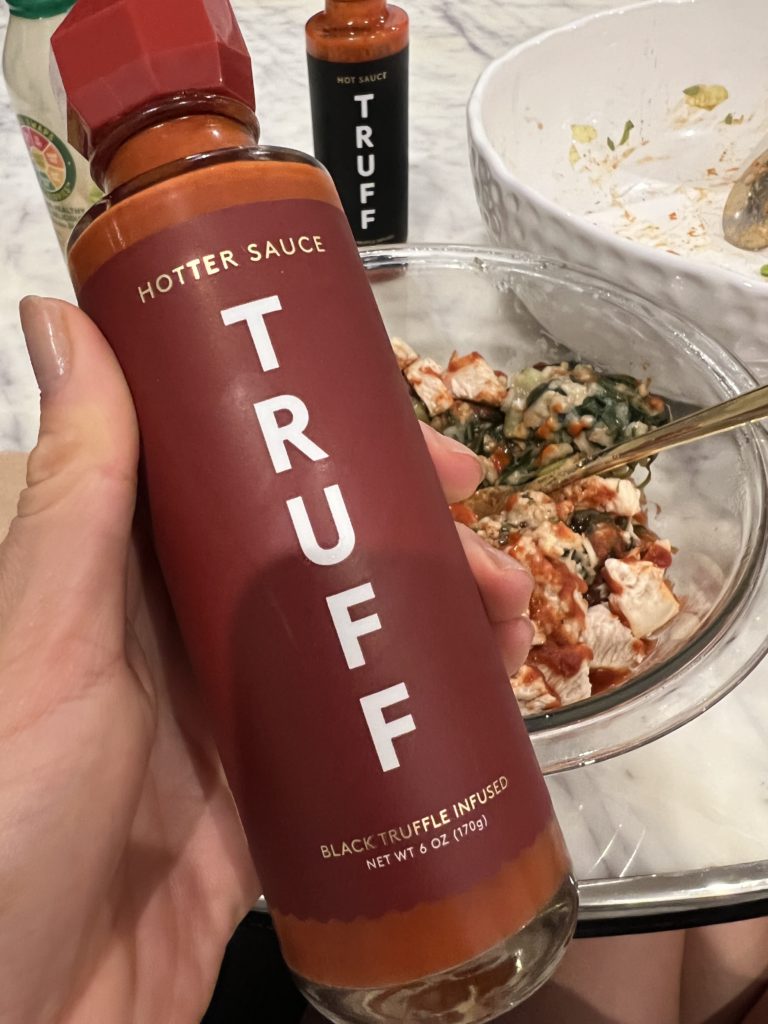 HOTTER SAUCE
TRUFF
BLACK TRUFFLE INFUSED
NET WT 6 OZ (170g)
HOT SAUCE
TRUFF